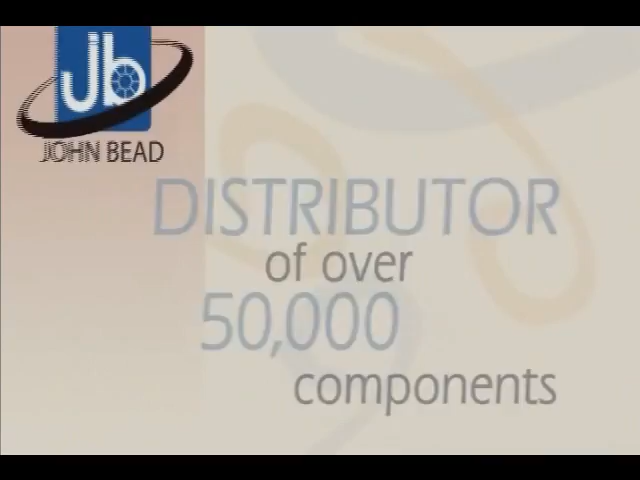 jb
JOHN BEAD
DISTRIBUTOR
of over
50,000
components